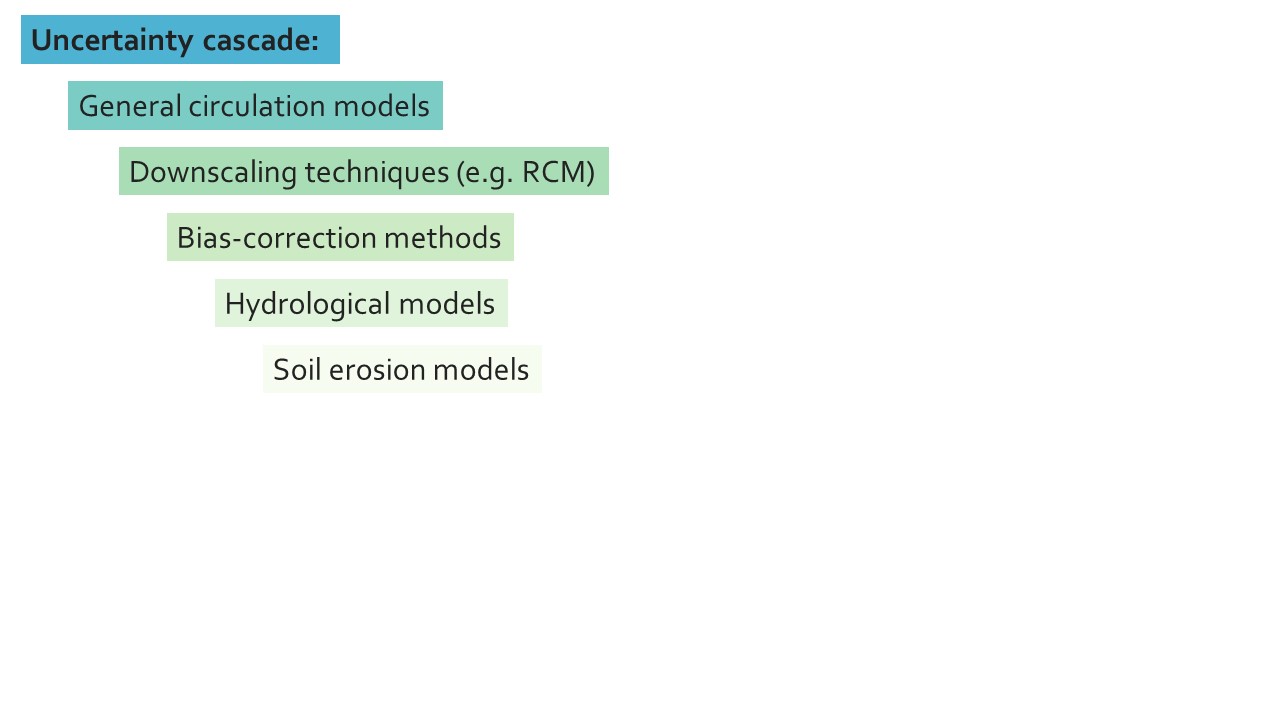 Uncertainty cascade:
General circulation models
Downscaling techniques (e.g. RCM)
Bias-correction methods
Hydrological models
Soil erosion models